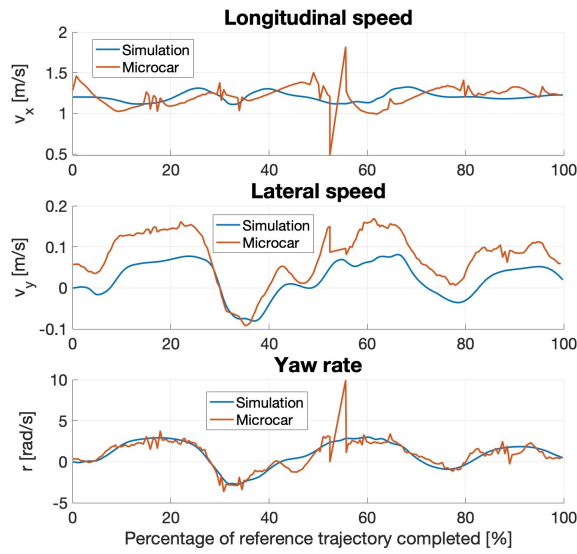 Longitudinal speed
2
1.5
1
0.5
v_x [m/s]
Simulation
Microcar
0 20 40 60 80 100
Lateral speed
0.2
0.1
0
-0.1
v_y [m/s]
Simulation
Microcar
0 20 40 60 80 100
Yaw rate
10
5
0
-5
r [rad/s]
Simulation
Microcar
0 20 40 60 80 100
Percentage of reference trajectory completed [%]